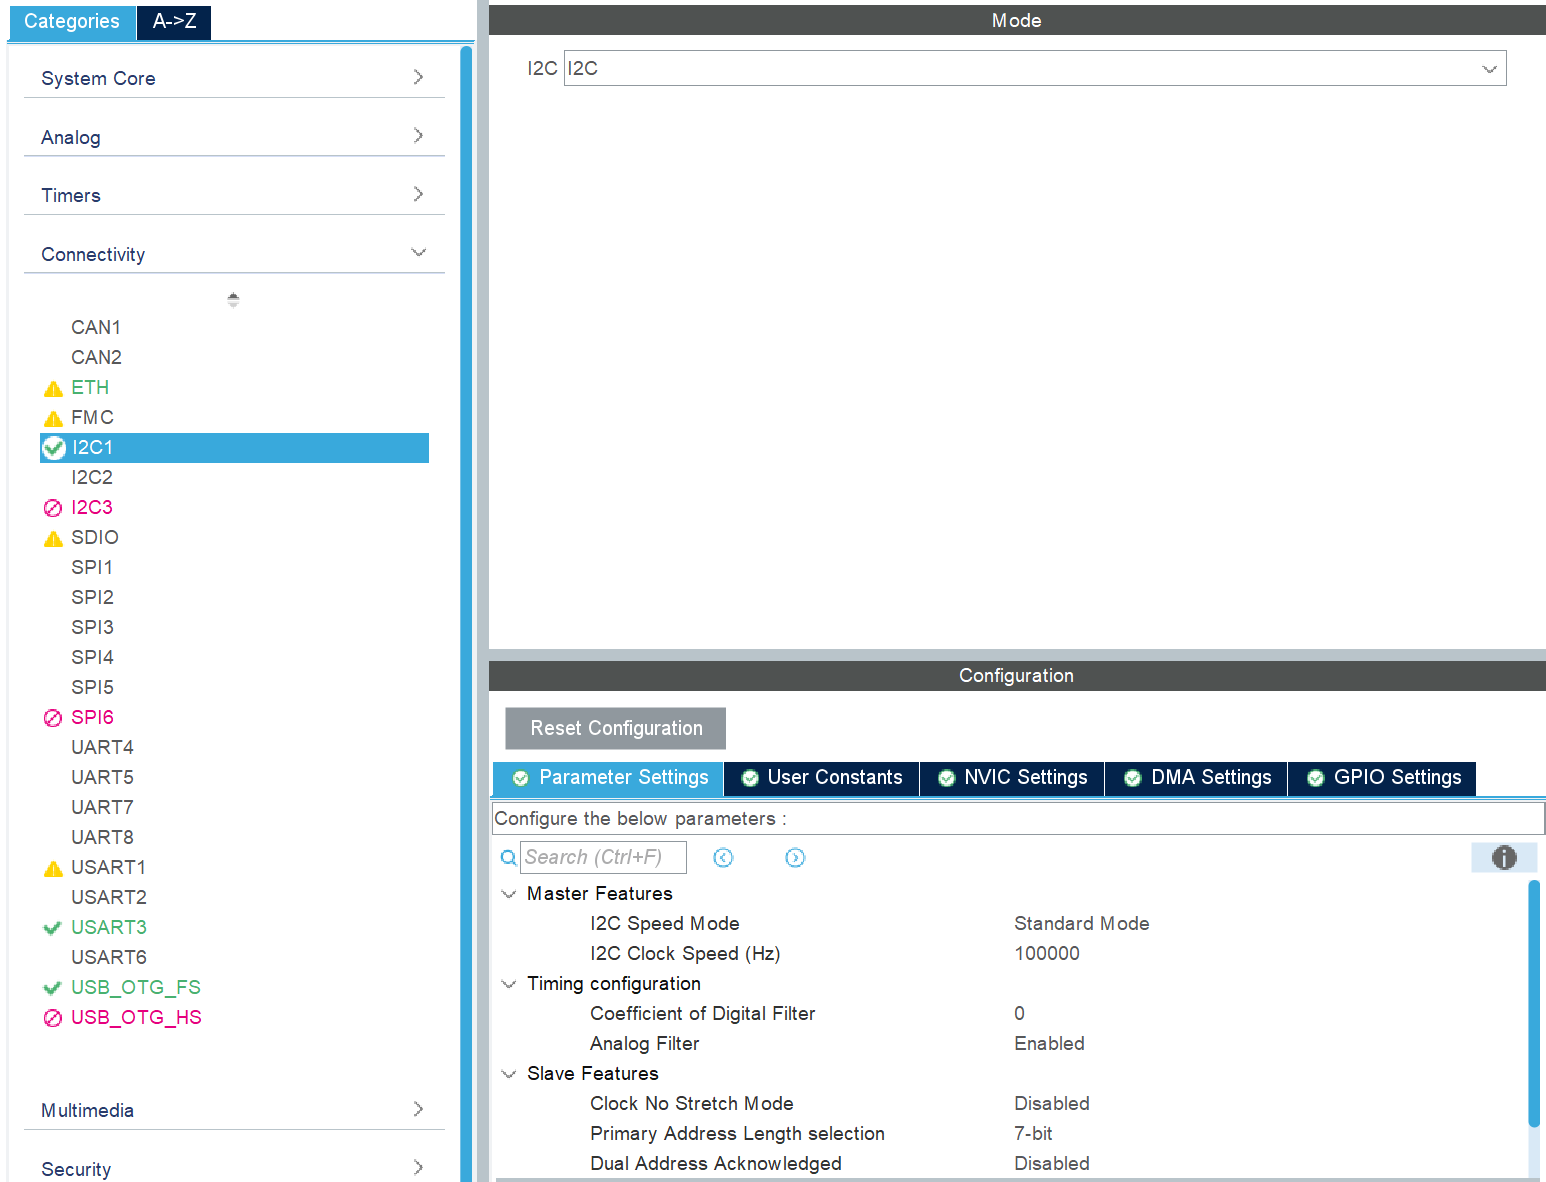 Categories A->Z
System Core
Analog
Timers
Connectivity
CAN1
CAN2
ETH
FMC
I2C1
I2C2
I2C3
SDIO
SPI1
SPI2
SPI3
SPI4
SPI5
SPI6
UART4
UART5
UART7
UART8
USART1
USART2
USART3
USART6
USB_OTG_FS
USB_OTG_HS
Multimedia
Security
Mode
I2C I2C
Configuration
Reset Configuration
Parameter Settings User Constants NVIC Settings DMA Settings GPIO Settings
Configure the below parameters :
Search (Ctrl+F)
Master Features
I2C Speed Mode Standard Mode
I2C Clock Speed (Hz) 100000
Timing configuration
Coefficient of Digital Filter 0
Analog Filter Enabled
Slave Features
Clock No Stretch Mode Disabled
Primary Address Length selection 7-bit
Dual Address Acknowledged Disabled